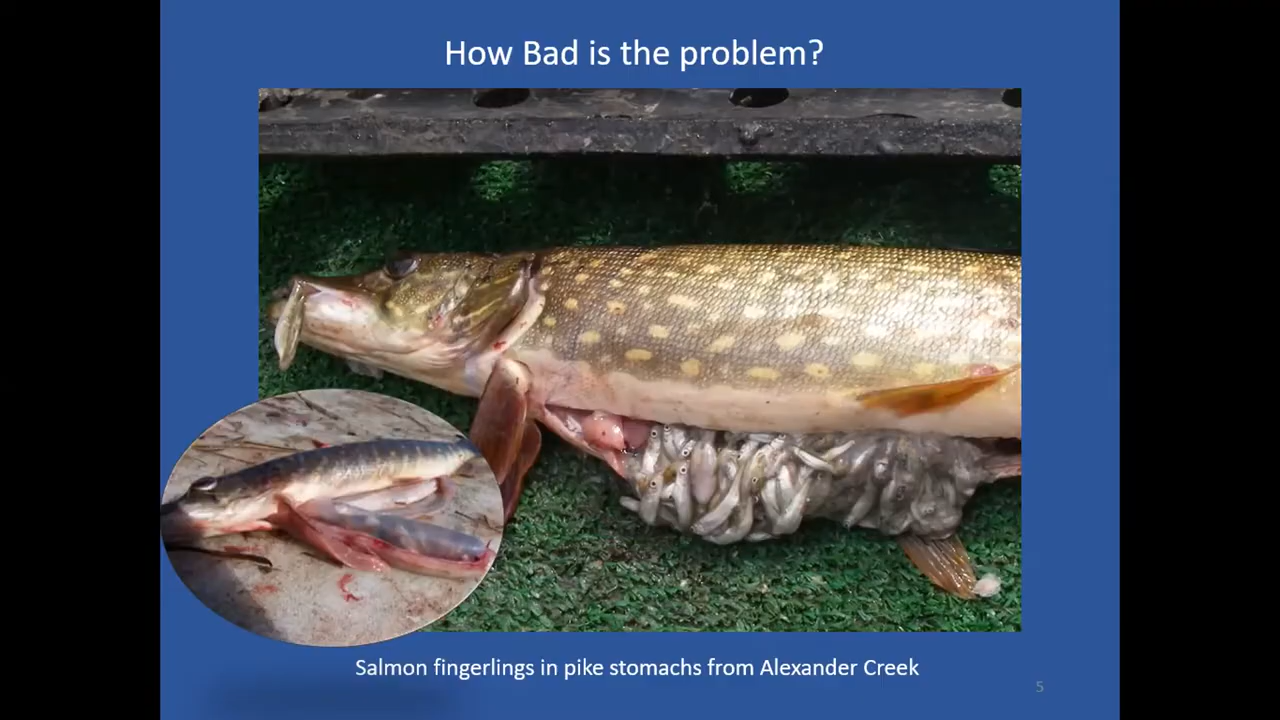 How Bad is the problem?
Salmon fingerlings in pike stomachs from Alexander Creek
5